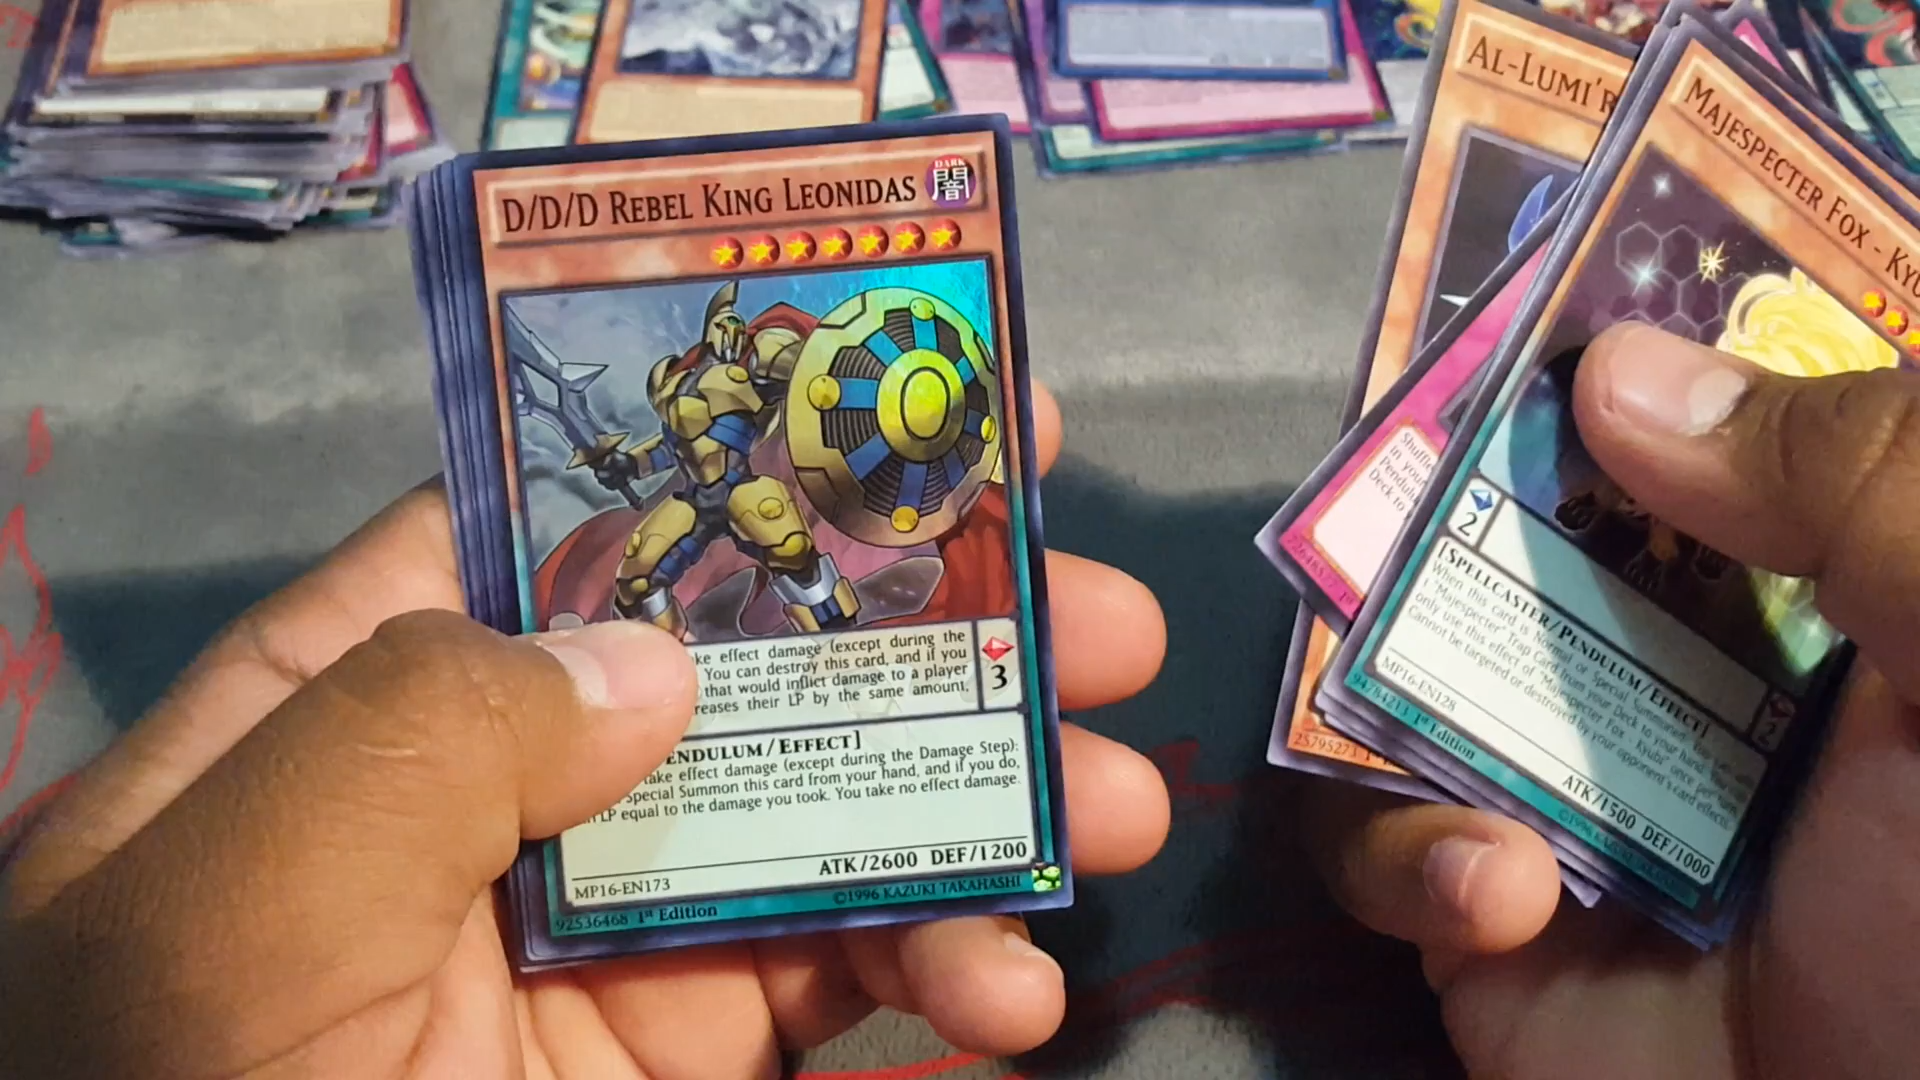 D/D/D REBEL KING LEONIDAS
DARK
闇
ke effect damage (except during the
You can destroy this card, and if you
that would inflict damage to a player
reases their LP by the same amount,
3
ENDULUM/EFFECT]
take effect damage (except during the Damage Step):
Special Summon this card from your hand, and if you do,
LP equal to the damage you took. You take no effect damage.
ATK/2600 DEF/1200
MP16-EN173
©1996 KAZUKI TAKAHASHI
92536468 1st Edition
AL-LUMI'R
25795273
Shuffle
in your
Pendulu
Deck to
MAJESPECTER FOX - KYU
2
2
[SPELLCASTER/PENDULUM/EFFECT]
When this card is Normal or Special Summoned: You can
"Majespecter" Trap Card from your Deck to your hand. You can
only use this effect of "Majespecter Fox - Kyubi" once per turn.
Cannot be targeted or destroyed by your opponent's card effects.
MP16-EN128
ATK/1500 DEF/1000
94784213 1st Edition